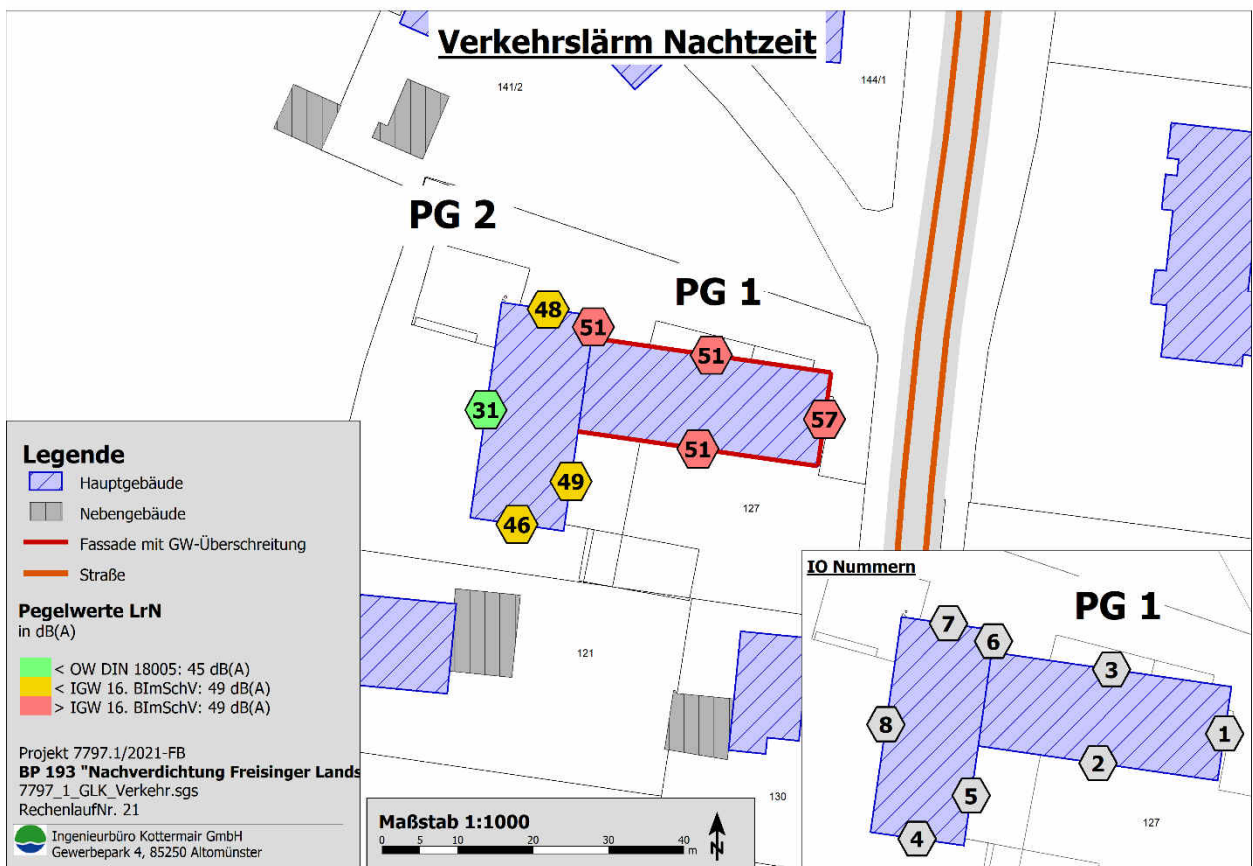 Verkehrslärm Nachtzeit
141/2
144/1
PG 2
PG 1
48
51
51
57
31
51
49
46
127
121
130
Legende
Hauptgebäude
Nebengebäude
Fassade mit GW-Überschreitung
Straße
Pegelwerte LrN
in dB(A)
< OW DIN 18005: 45 dB(A)
< IGW 16. BImSchV: 49 dB(A)
> IGW 16. BImSchV: 49 dB(A)
Projekt 7797.1/2021-FB
BP 193 "Nachverdichtung Freisinger Lands
7797_1_GLK_Verkehr.sgs
RechenlaufNr. 21
Ingenieurbüro Kottermair GmbH
Gewerbepark 4, 85250 Altomünster
Maßstab 1:1000
0 5 10 20 30 40
m
N
IO Nummern
PG 1
7
6
3
8
1
2
5
4
127